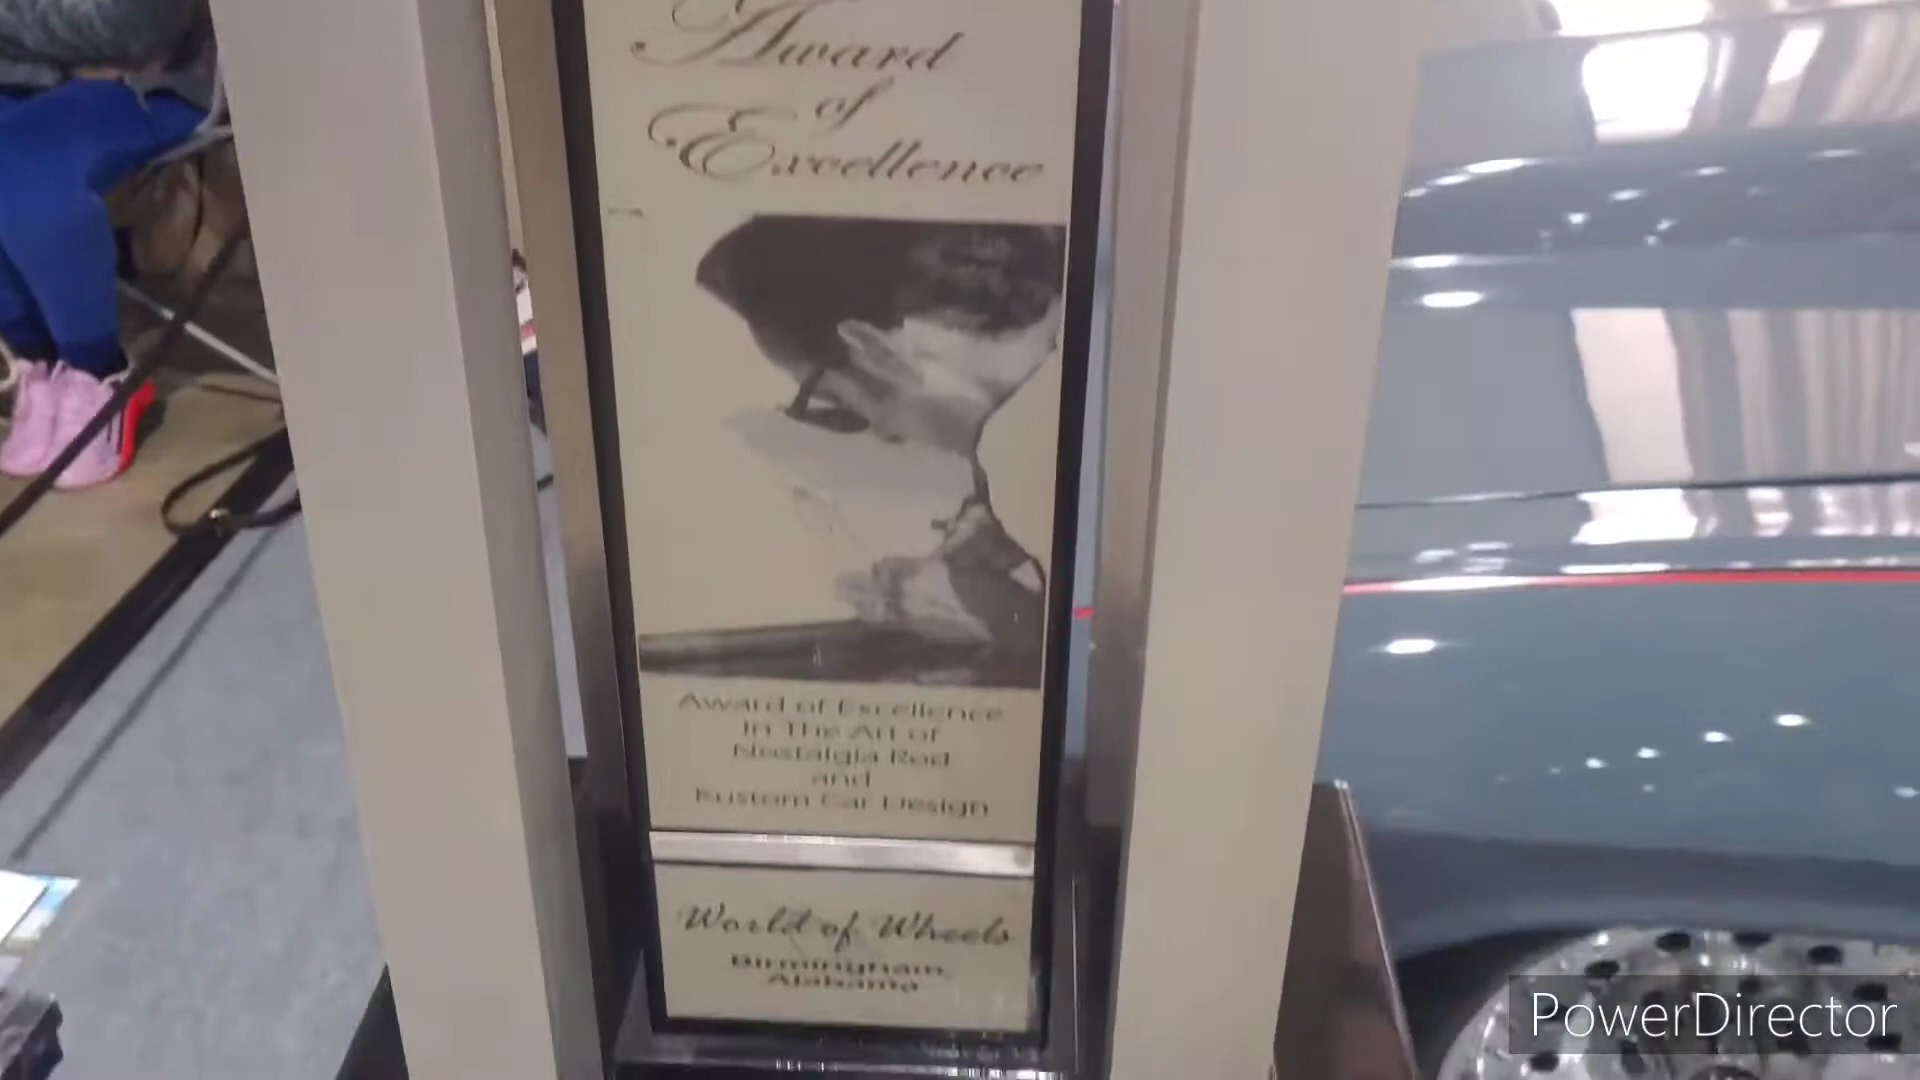 Award
of
Excellence
Award of Excellence
In The Art of
Nostalgia Rod
and
Kustom Car Design
World of Wheels
Birmingham,
Alabama
PowerDirector